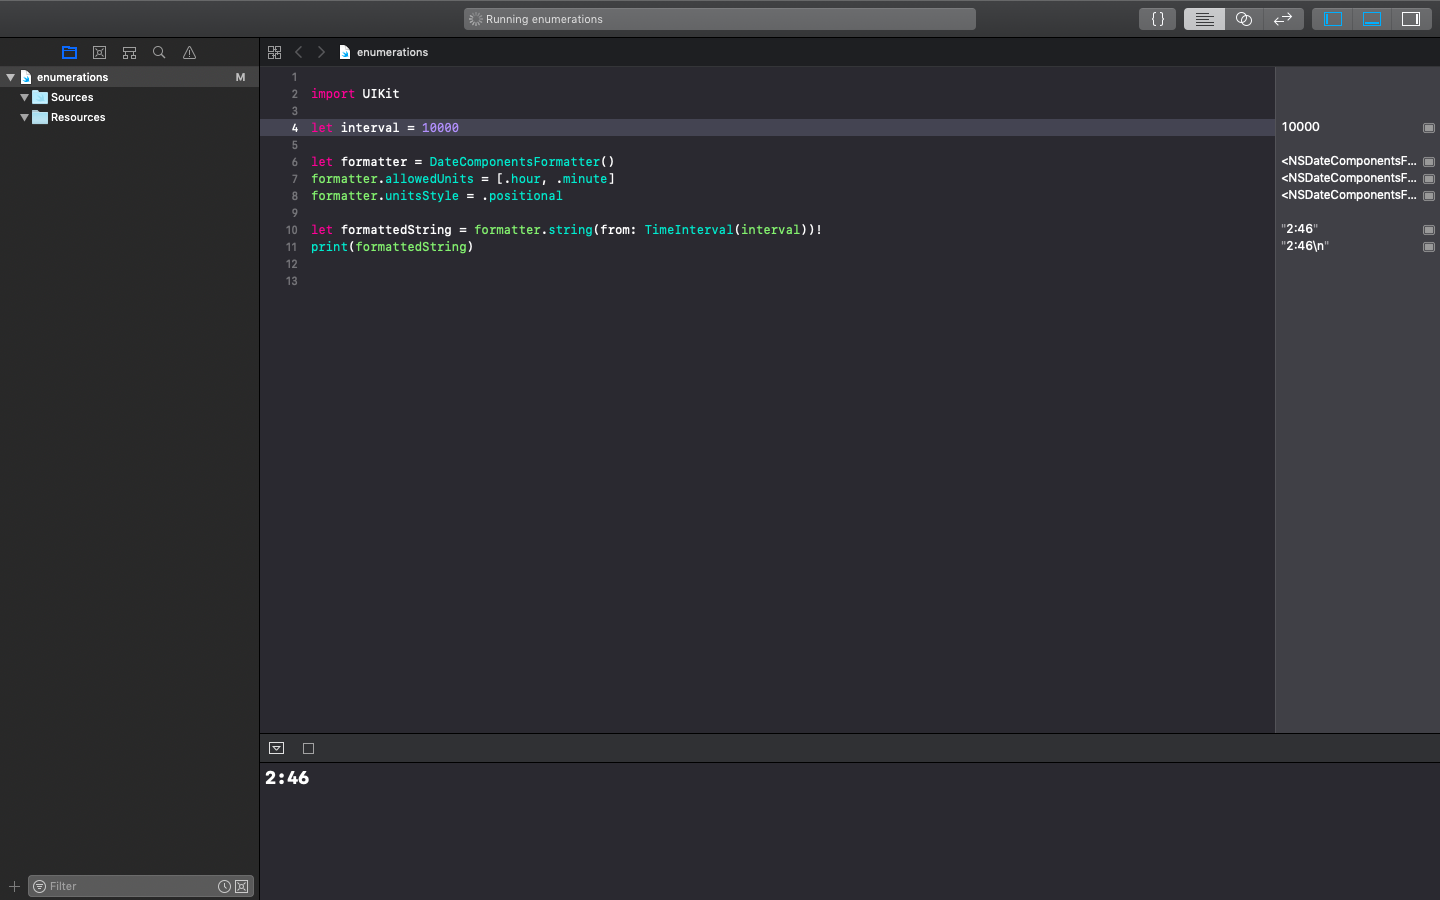 Running enumerations
{ }
enumerations
enumerations M
Sources
Resources
1
2 import UIKit
3
4 let interval = 10000 10000
5
6 let formatter = DateComponentsFormatter() <NSDateComponentsF...
7 formatter.allowedUnits = [.hour, .minute] <NSDateComponentsF...
8 formatter.unitsStyle = .positional <NSDateComponentsF...
9
10 let formattedString = formatter.string(from: TimeInterval(interval))! "2:46"
11 print(formattedString) "2:46\n"
12
13
2:46
Filter